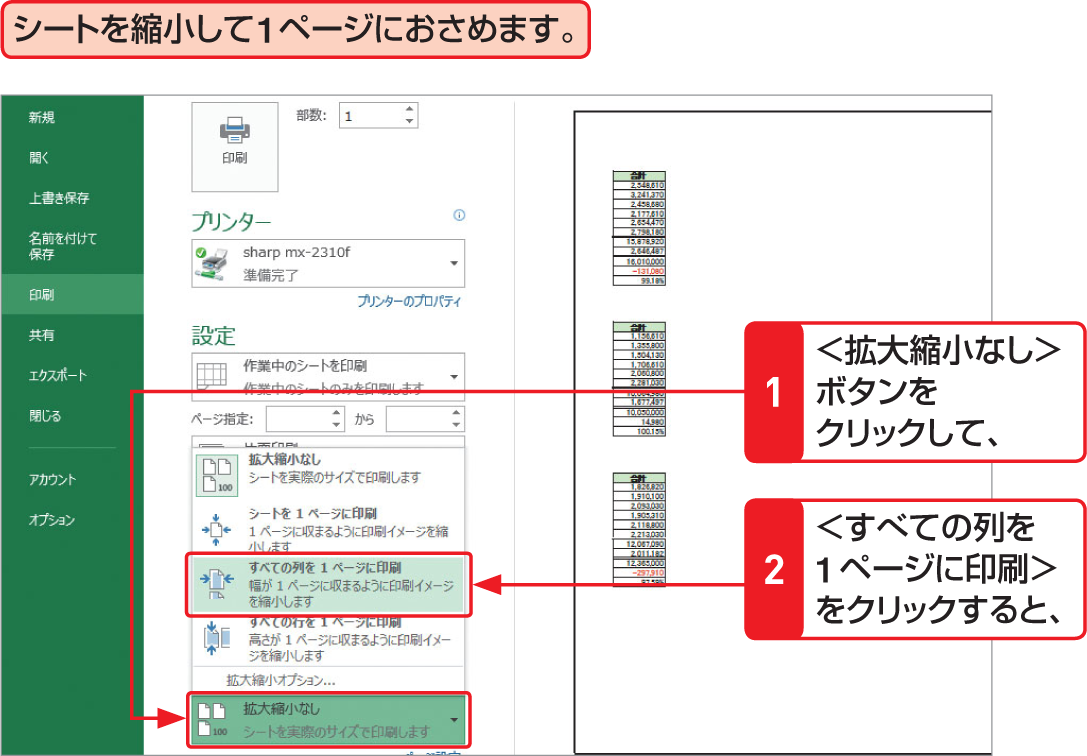 シートを縮小して1ページにおさめます。
新規
開く
上書き保存
名前を付けて
保存
印刷
共有
エクスポート
閉じる
アカウント
オプション
印刷
部数: 1
プリンター
sharp mx-2310f
準備完了
プリンターのプロパティ
設定
作業中のシートを印刷
作業中のシートのみを印刷します
ページ指定: から
片面印刷
拡大縮小なし
シートを実際のサイズで印刷します
100
シートを 1 ページに印刷
1 ページに収まるように印刷イメージを縮
小します
すべての列を 1 ページに印刷
幅が 1 ページに収まるように印刷イメージ
を縮小します
すべての行を 1 ページに印刷
高さが 1 ページに収まるように印刷イメー
ジを縮小します
拡大縮小オプション...
拡大縮小なし
シートを実際のサイズで印刷します
100
ページ設定
合計
2,548,610
3,241,370
2,458,680
2,177,610
2,654,470
2,798,180
15,878,920
2,646,487
16,010,000
-131,080
99.18%
合計
1,156,610
1,355,800
1,504,130
1,706,610
2,060,800
2,281,030
1,677,497
10,050,000
14,980
100.15%
合計
1,826,820
1,910,100
2,093,030
1,905,310
2,118,800
2,213,030
12,067,090
2,011,182
12,365,000
-297,910
97.59%
1
＜拡大縮小なし＞
ボタンを
クリックして、
2
＜すべての列を
1ページに印刷＞
をクリックすると、